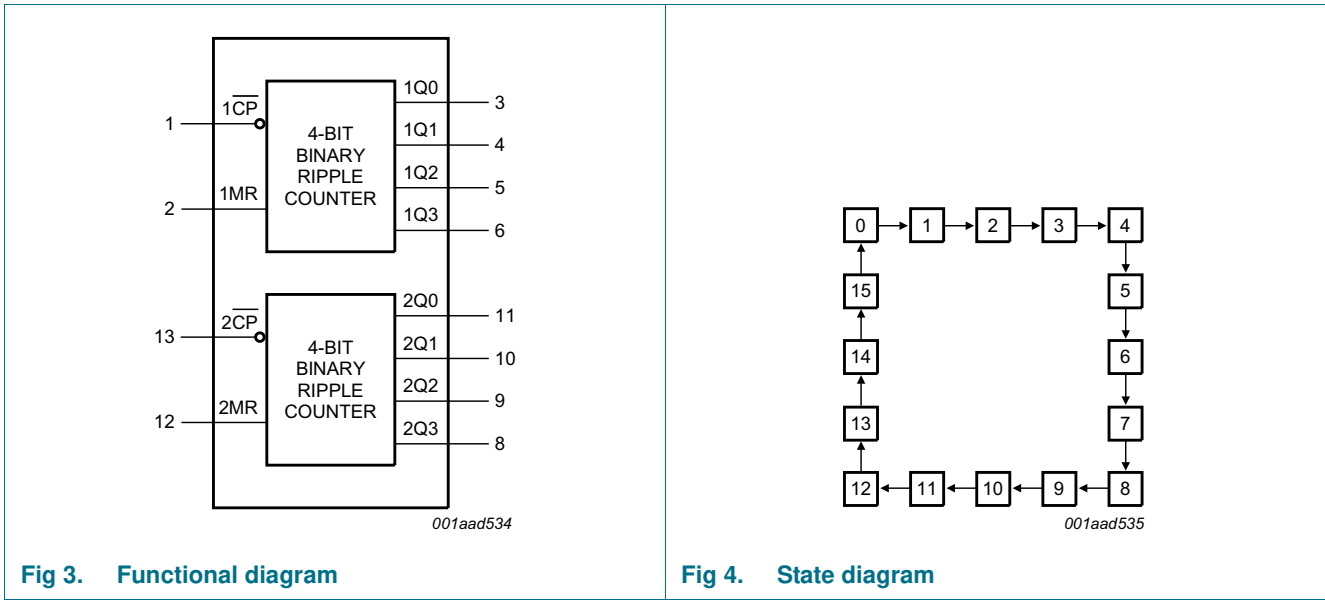 1CP
1
1MR
2
4-BIT
BINARY
RIPPLE
COUNTER
1Q0
3
1Q1
4
1Q2
5
1Q3
6
2CP
13
2MR
12
4-BIT
BINARY
RIPPLE
COUNTER
2Q0
11
2Q1
10
2Q2
9
2Q3
8
001aad534
Fig 3. Functional diagram
0 1 2 3 4
15 5
14 6
13 7
12 11 10 9 8
001aad535
Fig 4. State diagram